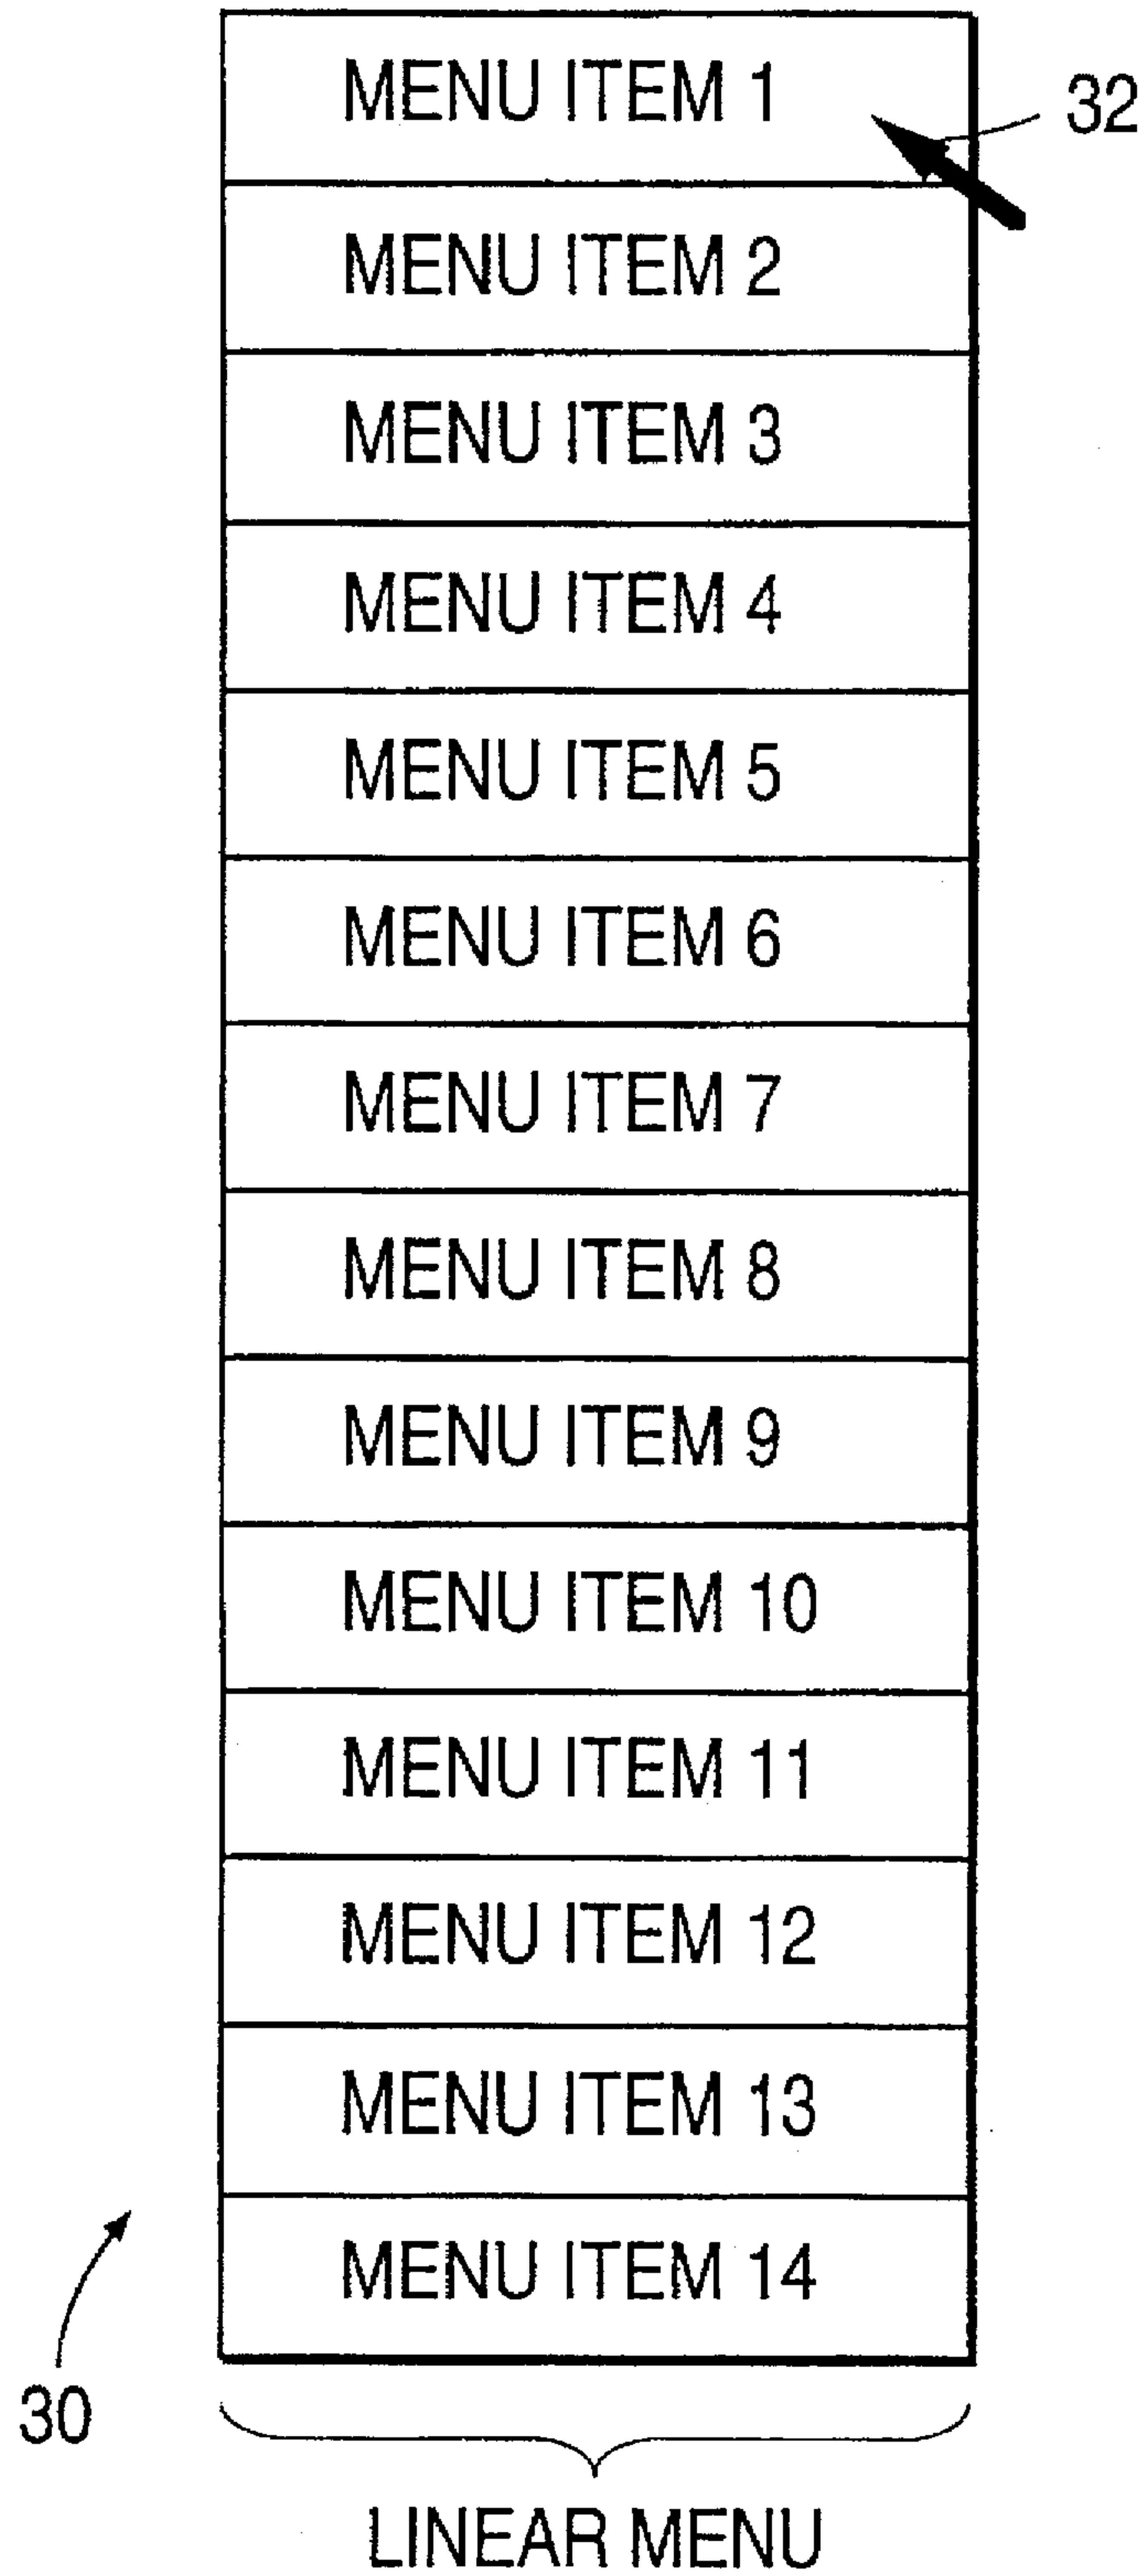 MENU ITEM 1
32
MENU ITEM 2
MENU ITEM 3
MENU ITEM 4
MENU ITEM 5
MENU ITEM 6
MENU ITEM 7
MENU ITEM 8
MENU ITEM 9
MENU ITEM 10
MENU ITEM 11
MENU ITEM 12
MENU ITEM 13
MENU ITEM 14
30
LINEAR MENU